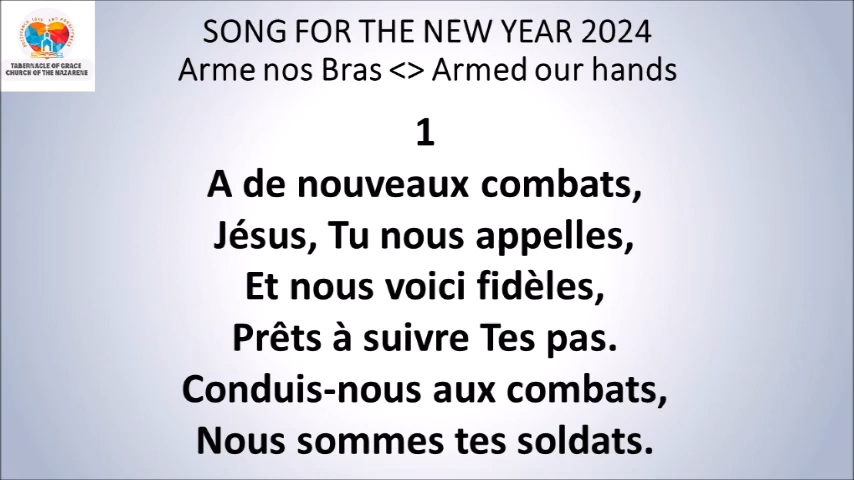 SONG FOR THE NEW YEAR 2024
Arme nos Bras <> Armed our hands
TABERNACLE OF GRACE
CHURCH OF THE NAZARENE
1
A de nouveaux combats,
Jésus, Tu nous appelles,
Et nous voici fidèles,
Prêts à suivre Tes pas.
Conduis-nous aux combats,
Nous sommes tes soldats.